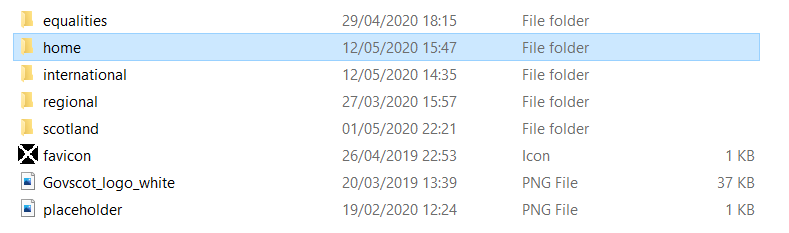 equalities 29/04/2020 18:15 File folder
home 12/05/2020 15:47 File folder
international 12/05/2020 14:35 File folder
regional 27/03/2020 15:57 File folder
scotland 01/05/2020 22:21 File folder
favicon 26/04/2019 22:53 Icon 1 KB
Govscot_logo_white 20/03/2019 13:39 PNG File 37 KB
placeholder 19/02/2020 12:24 PNG File 1 KB